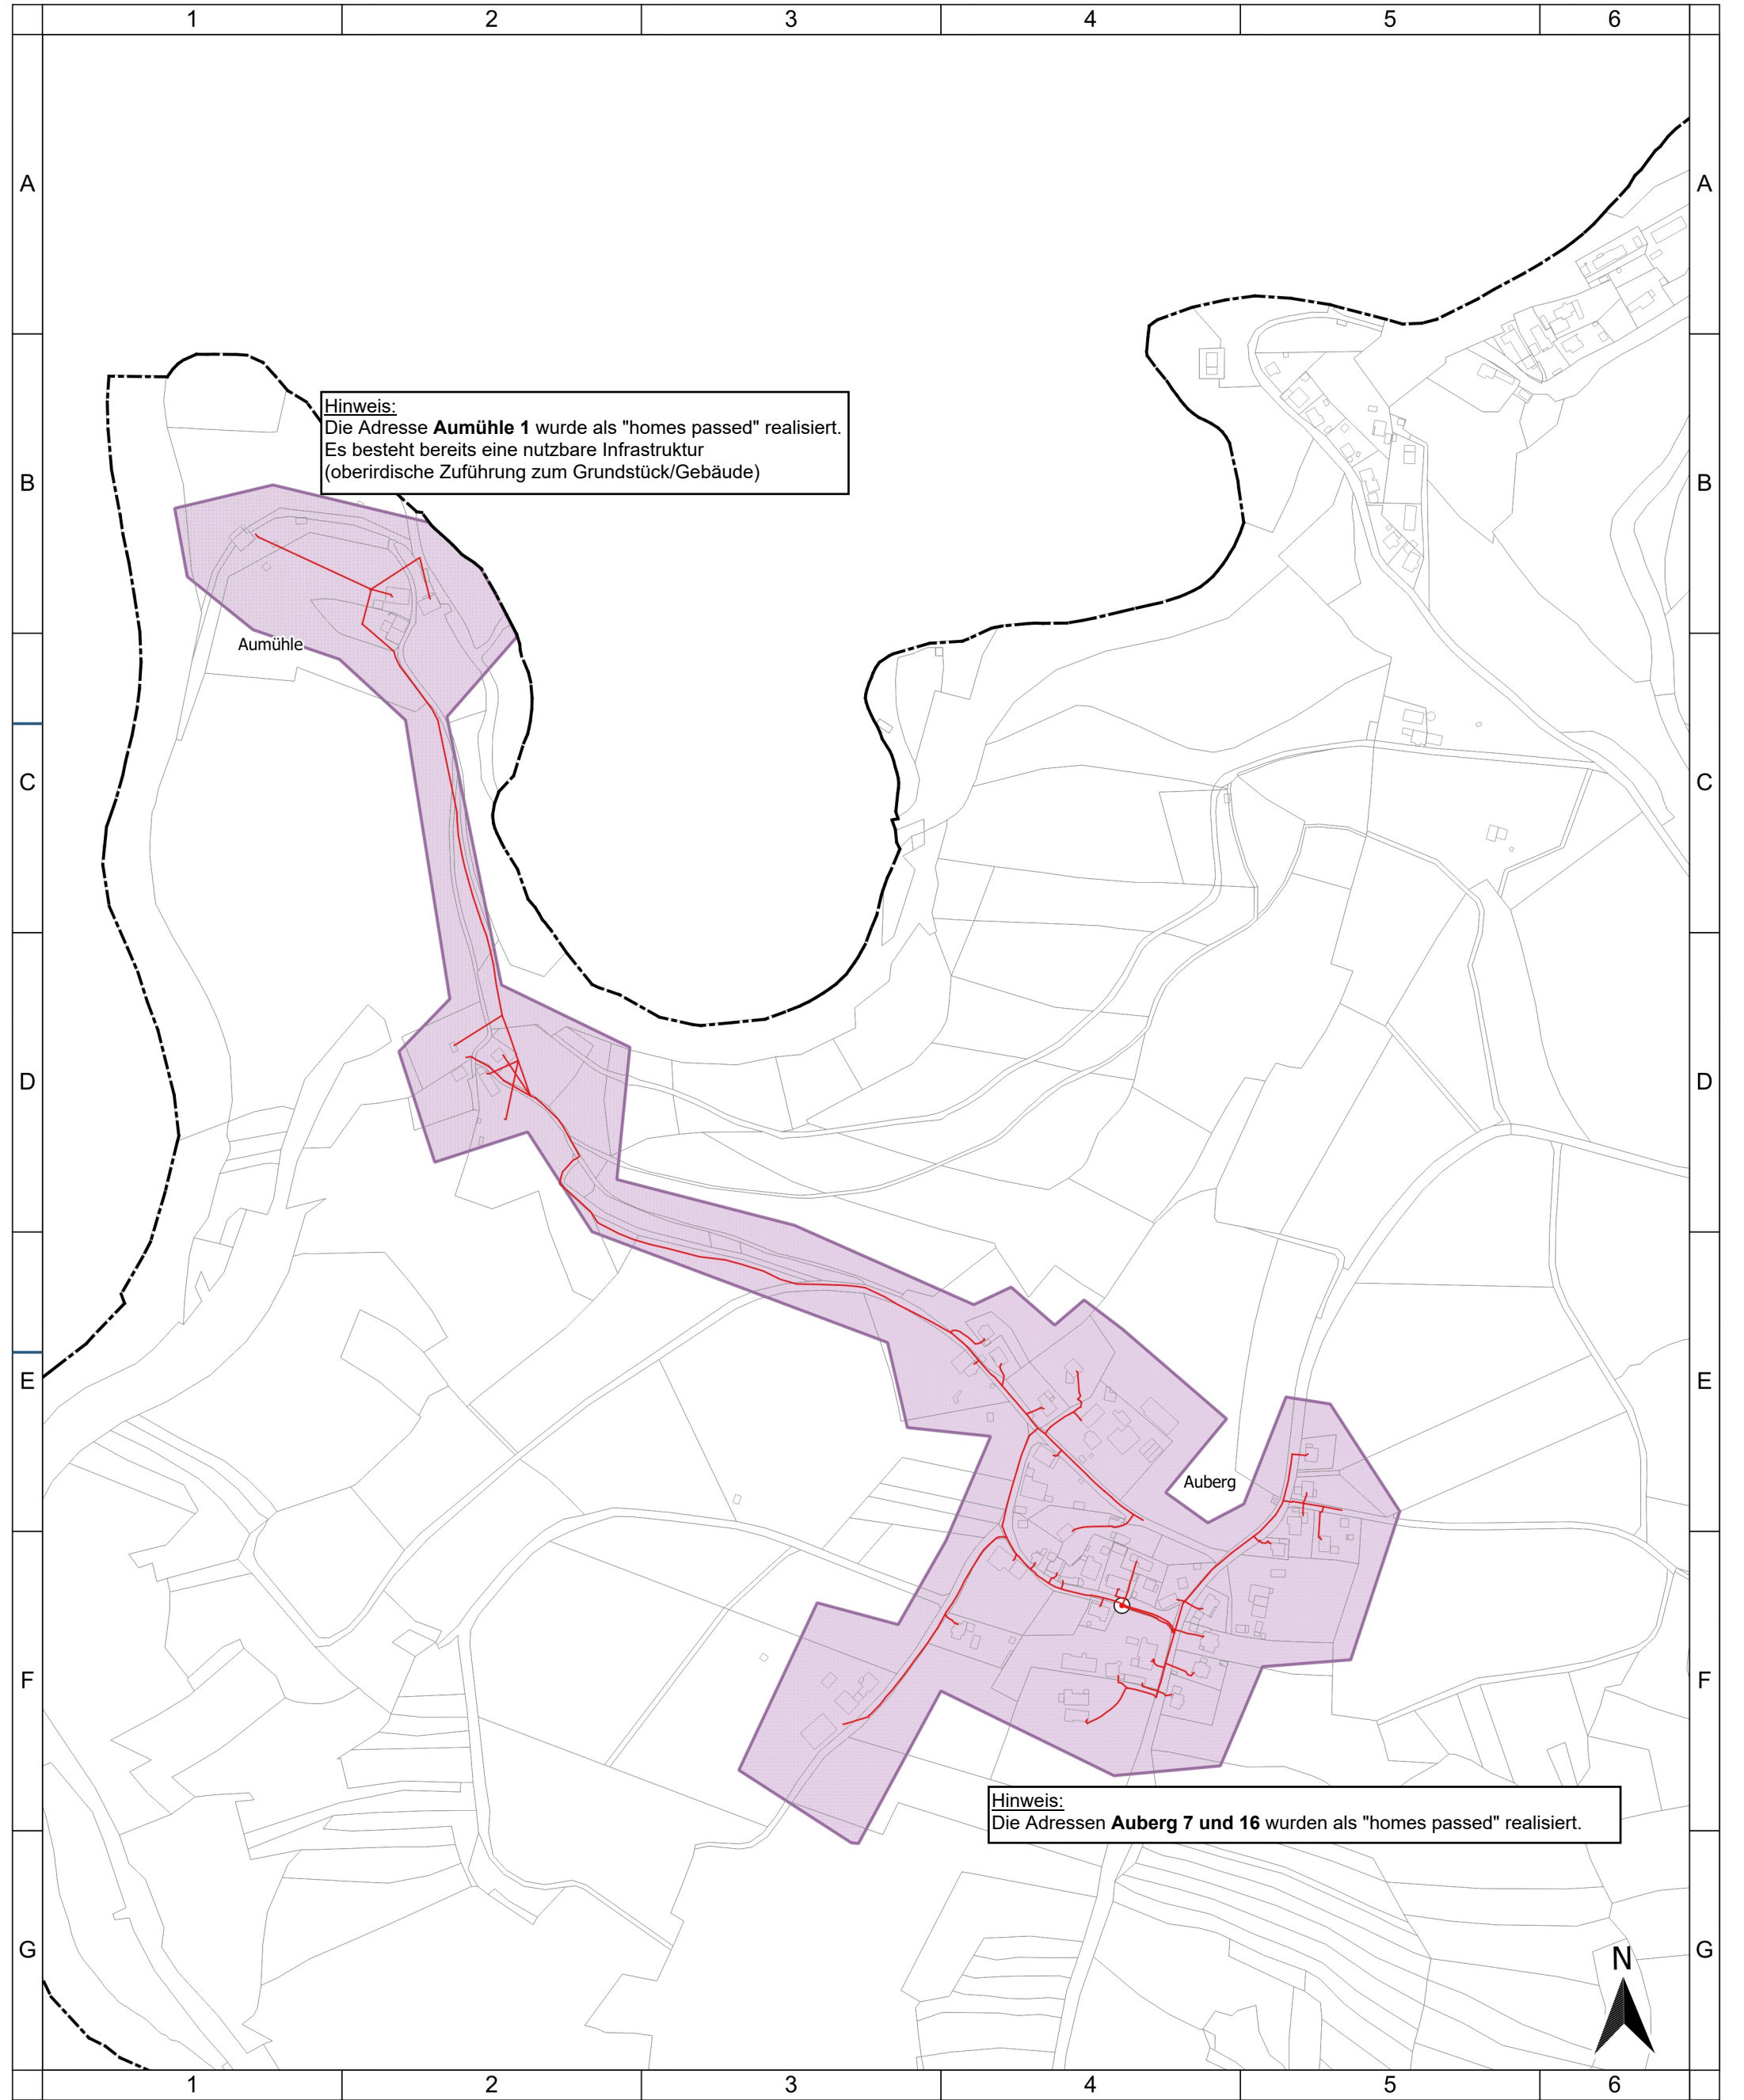 1 2 3 4 5 6
A A
Hinweis:
Die Adresse Aumühle 1 wurde als "homes passed" realisiert.
Es besteht bereits eine nutzbare Infrastruktur
(oberirdische Zuführung zum Grundstück/Gebäude)
B B
Aumühle
C C
D D
E E
Auberg
F F
Hinweis:
Die Adressen Auberg 7 und 16 wurden als "homes passed" realisiert.
G G
N
1 2 3 4 5 6